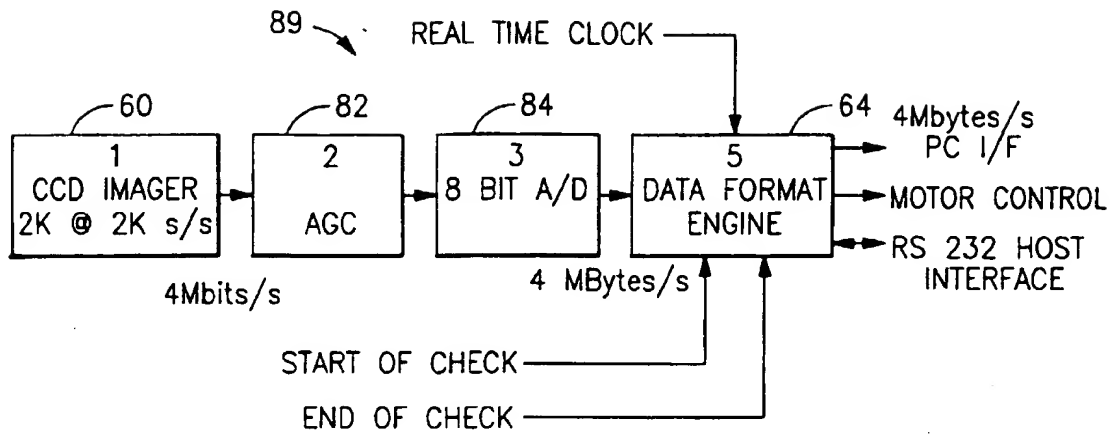 89
REAL TIME CLOCK
60
82
84
64
1
CCD IMAGER
2K @ 2K s/s
2
AGC
3
8 BIT A/D
5
DATA FORMAT
ENGINE
4Mbytes/s
PC I/F
MOTOR CONTROL
RS 232 HOST
INTERFACE
4Mbits/s
4 MBytes/s
START OF CHECK
END OF CHECK